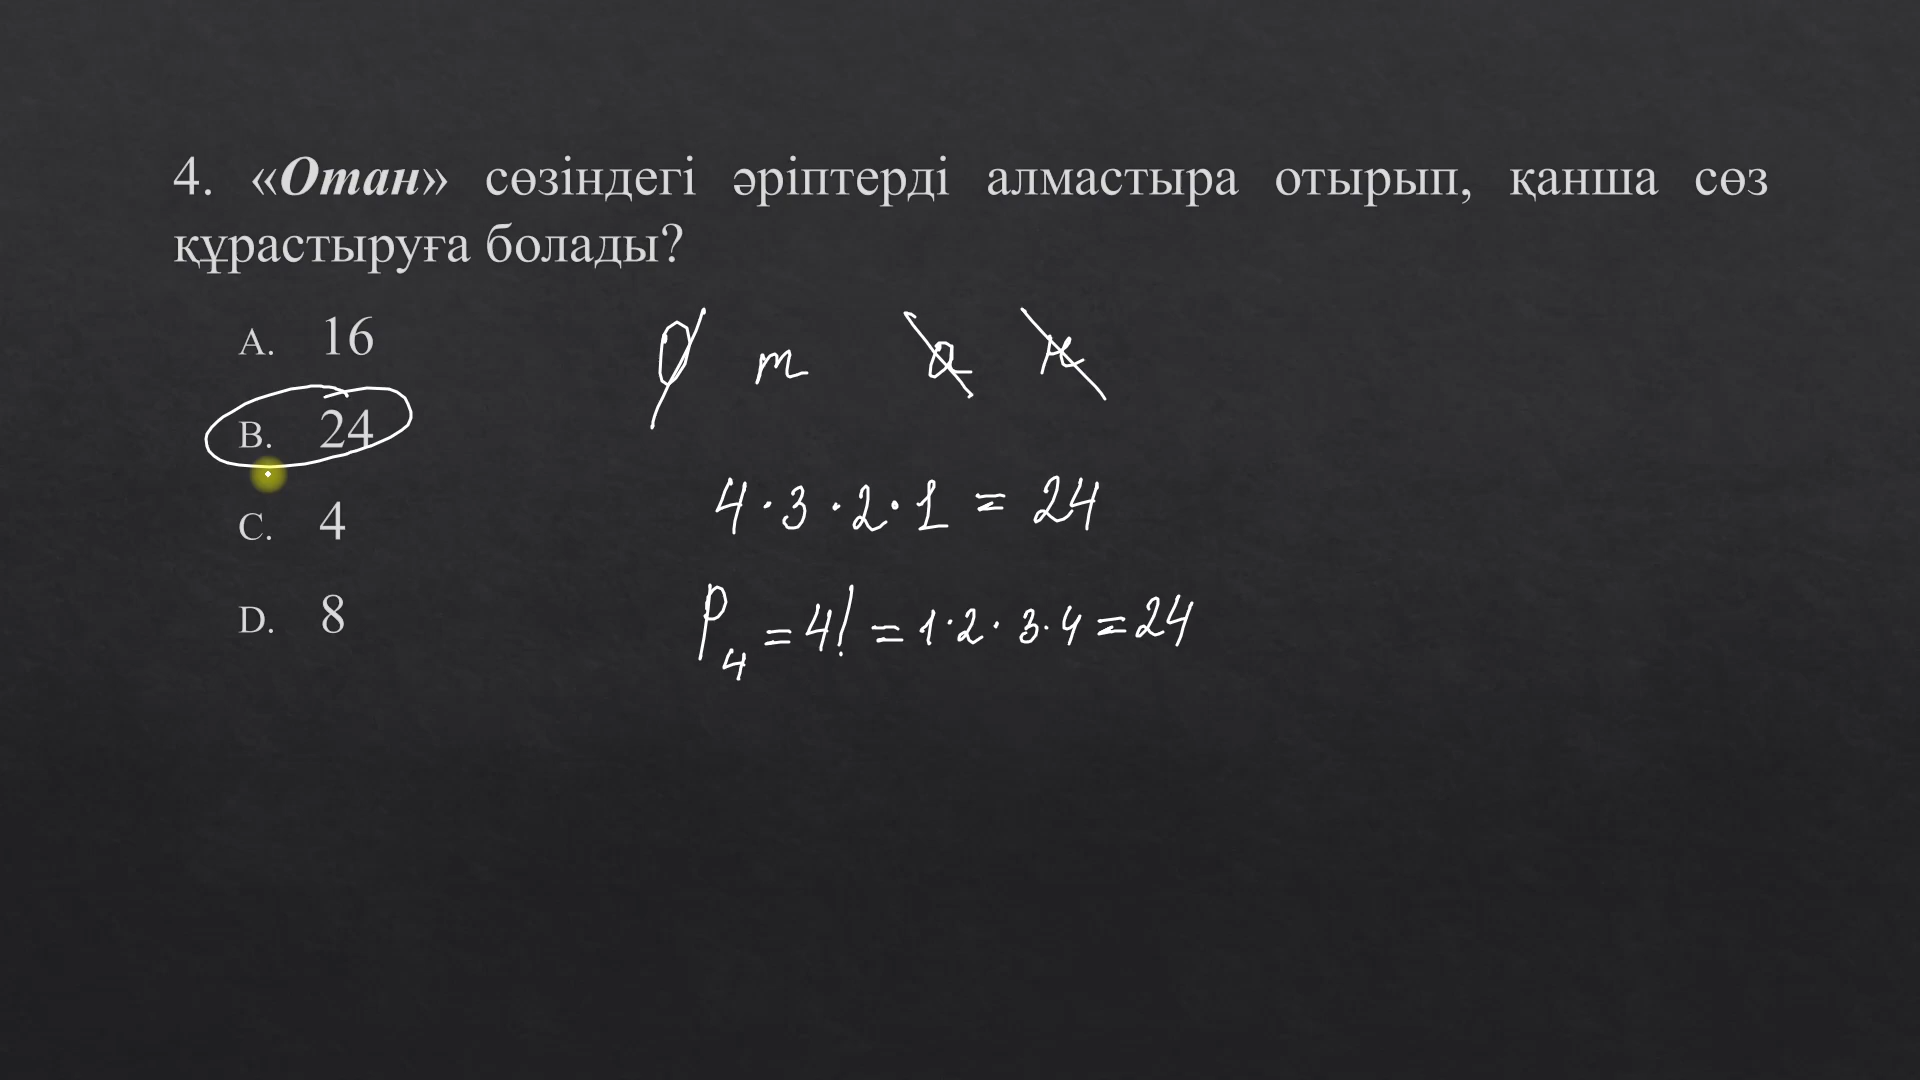 4. «Отан» сөзіндегі әріптерді алмастыра отырып, қанша сөз
құрастыруға болады?
A. 16
B. 24
C. 4
D. 8
О т а н
4 · 3 · 2 · 1 = 24
P₄ = 4! = 1 · 2 · 3 · 4 = 24